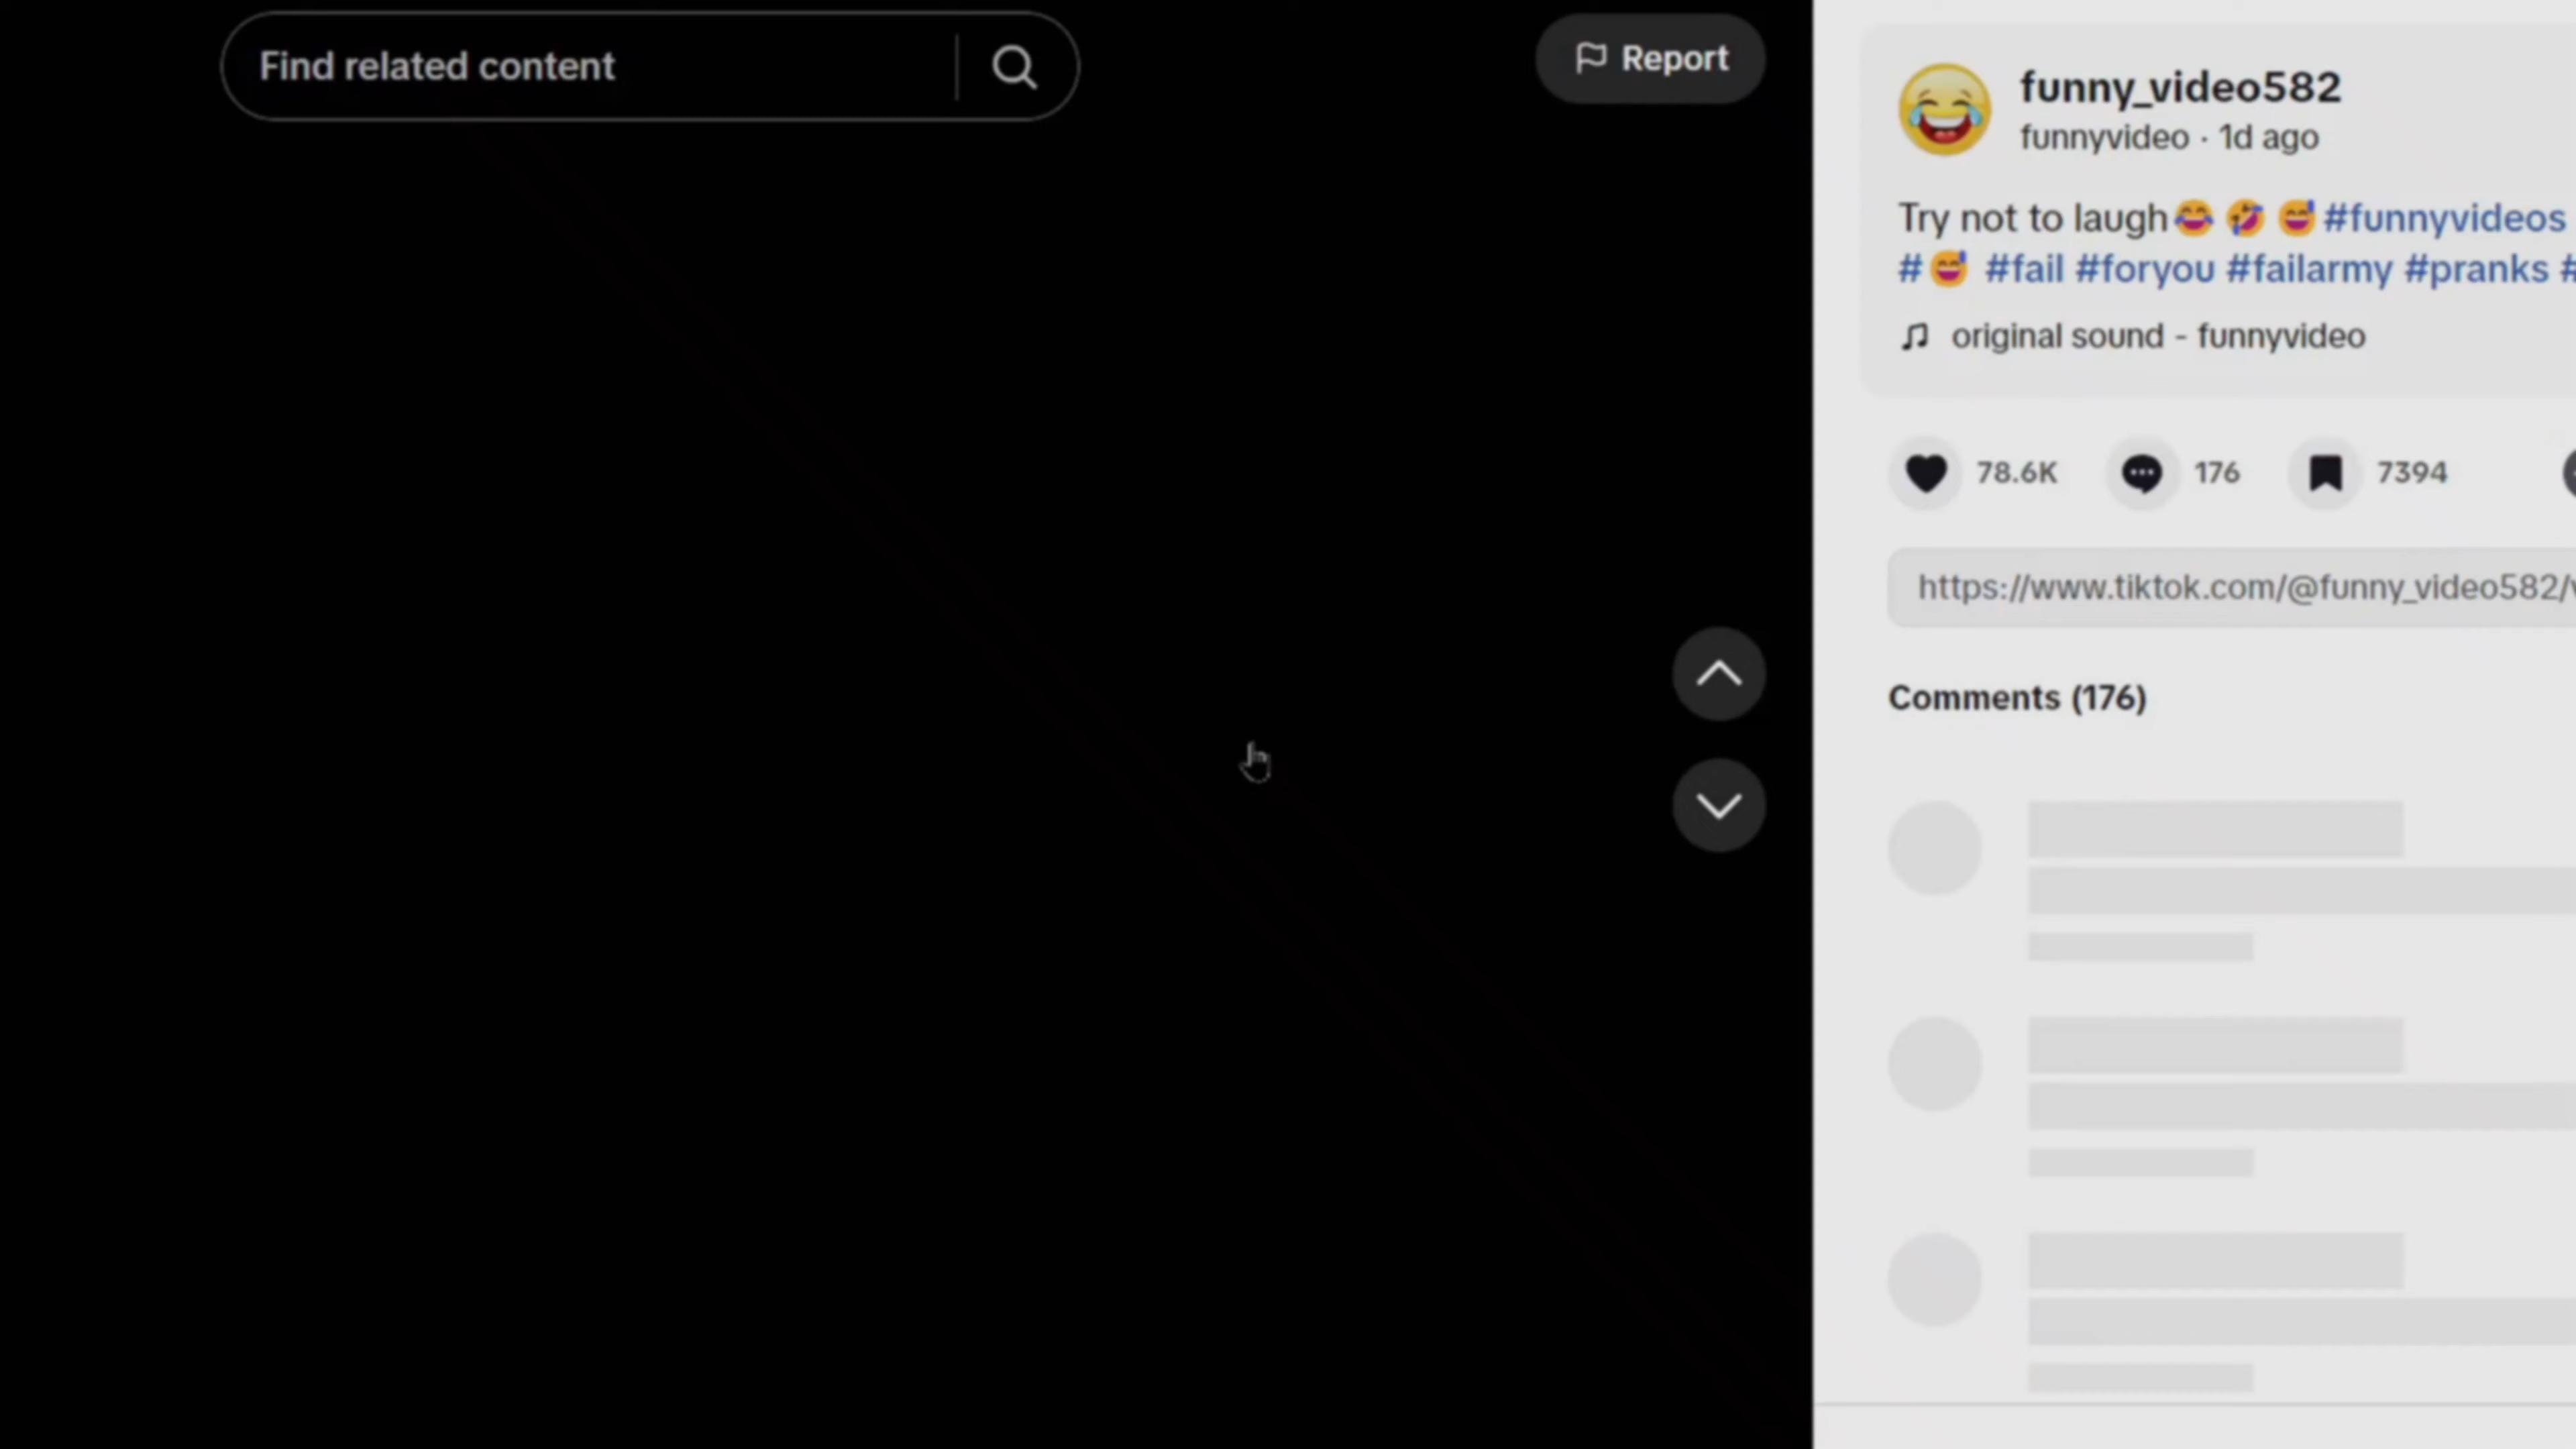 Find related content
Report
funny_video582
funnyvideo · 1d ago
Try not to laugh😂 🤣 😅 #funnyvideos
#😅 #fail #foryou #failarmy #pranks #
original sound - funnyvideo
78.6K
176
7394
https://www.tiktok.com/@funny_video582/
Comments (176)